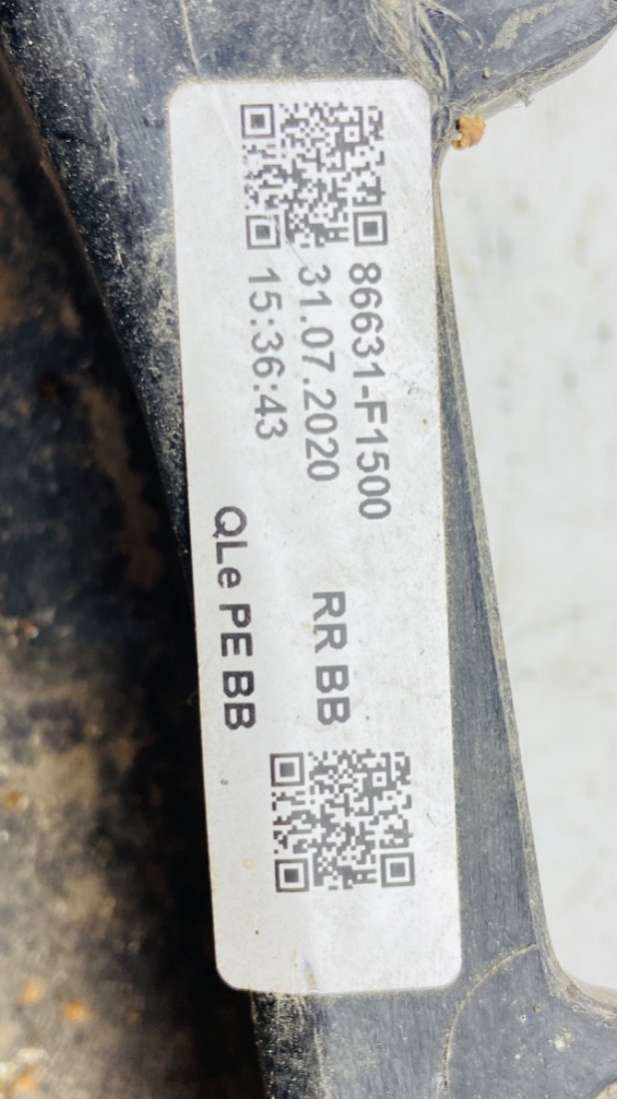 86631-F1500
31.07.2020
RR BB
15:36:43
QLe PE BB